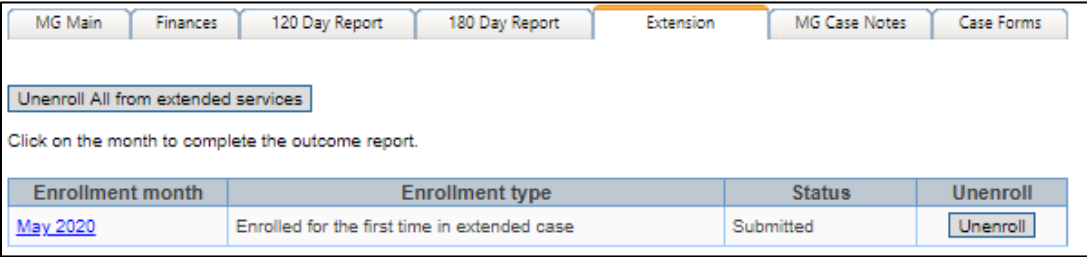 MG Main Finances 120 Day Report 180 Day Report Extension MG Case Notes Case Forms
Unenroll All from extended services
Click on the month to complete the outcome report.
Enrollment month Enrollment type Status Unenroll
May 2020 Enrolled for the first time in extended case Submitted Unenroll